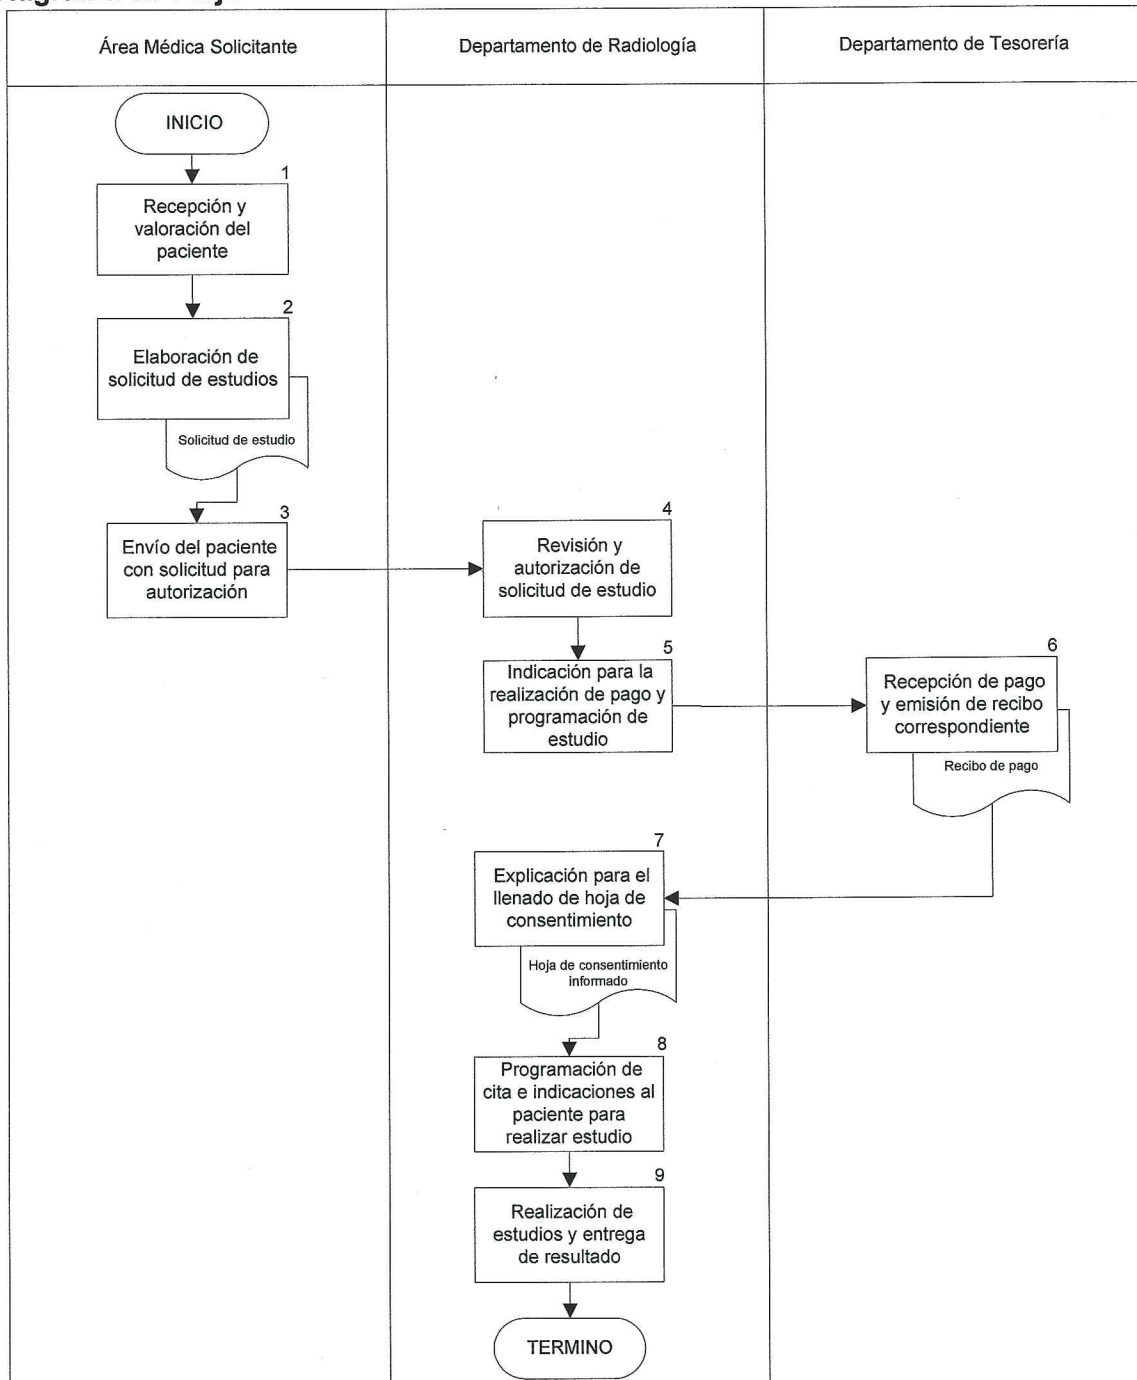 Área Médica Solicitante
Departamento de Radiología
Departamento de Tesorería
INICIO
1
Recepción y
valoración del
paciente
2
Elaboración de
solicitud de estudios
Solicitud de estudio
3
Envío del paciente
con solicitud para
autorización
4
Revisión y
autorización de
solicitud de estudio
5
Indicación para la
realización de pago y
programación de
estudio
6
Recepción de pago
y emisión de recibo
correspondiente
Recibo de pago
7
Explicación para el
llenado de hoja de
consentimiento
Hoja de consentimiento
informado
8
Programación de
cita e indicaciones al
paciente para
realizar estudio
9
Realización de
estudios y entrega
de resultado
TERMINO